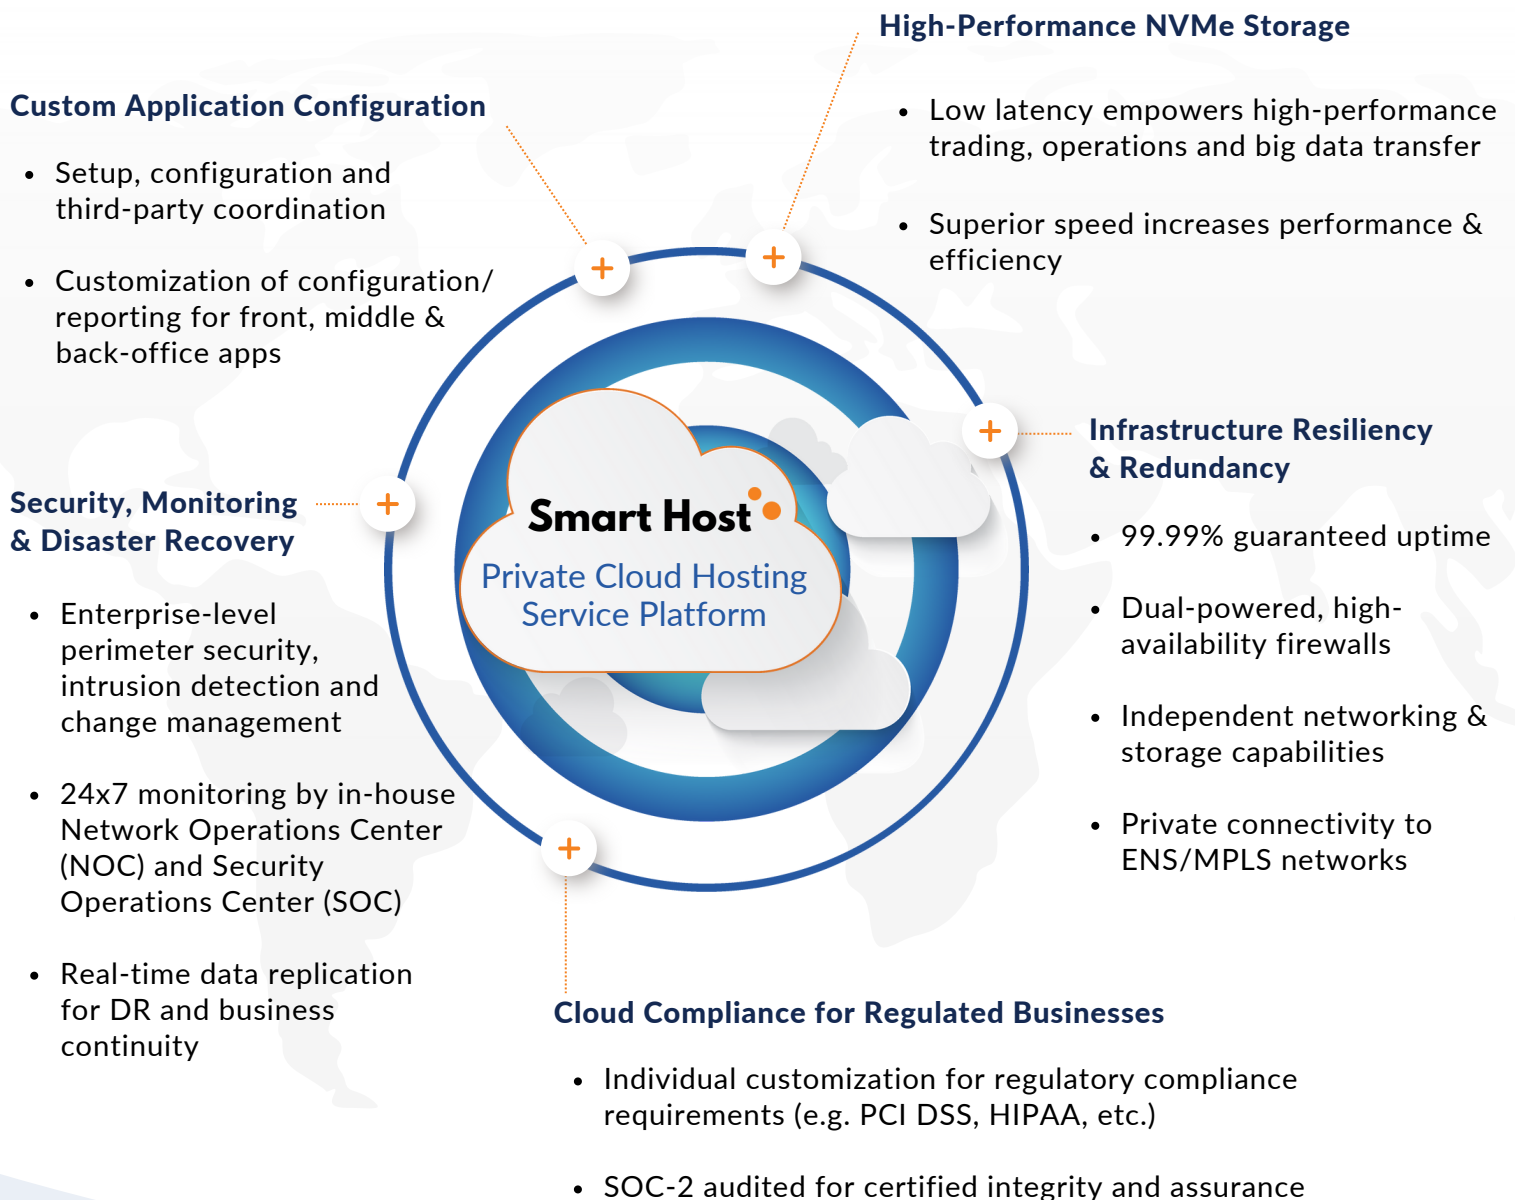 High-Performance NVMe Storage
• Low latency empowers high-performance
trading, operations and big data transfer
• Superior speed increases performance &
efficiency
Custom Application Configuration
• Setup, configuration and
third-party coordination
• Customization of configuration/
reporting for front, middle &
back-office apps
Infrastructure Resiliency
& Redundancy
• 99.99% guaranteed uptime
• Dual-powered, high-
availability firewalls
• Independent networking &
storage capabilities
• Private connectivity to
ENS/MPLS networks
Smart Host
Private Cloud Hosting
Service Platform
Security, Monitoring
& Disaster Recovery
• Enterprise-level
perimeter security,
intrusion detection and
change management
• 24x7 monitoring by in-house
Network Operations Center
(NOC) and Security
Operations Center (SOC)
• Real-time data replication
for DR and business
continuity
Cloud Compliance for Regulated Businesses
• Individual customization for regulatory compliance
requirements (e.g. PCI DSS, HIPAA, etc.)
• SOC-2 audited for certified integrity and assurance